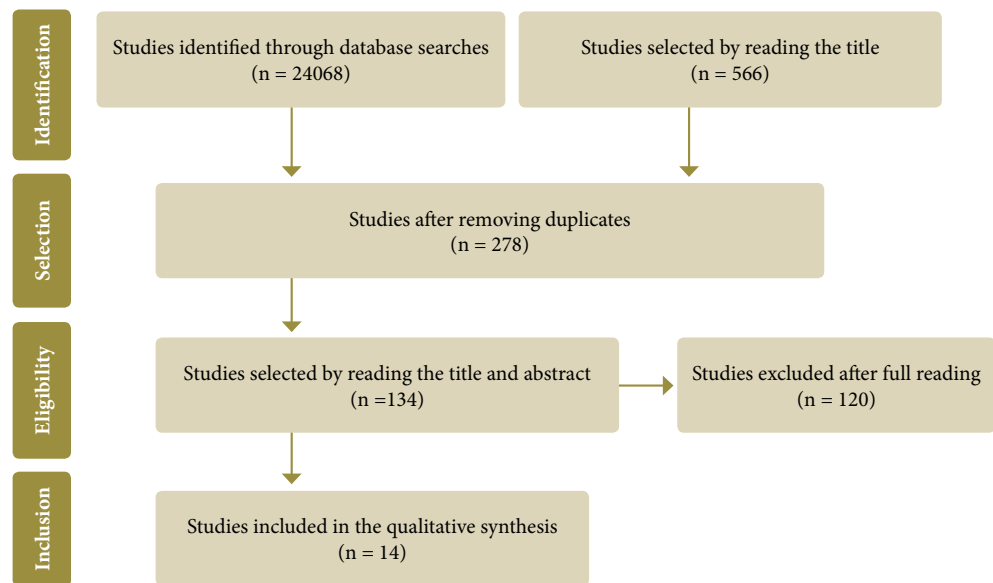 Identification
Studies identified through database searches
(n = 24068)
Studies selected by reading the title
(n = 566)
Selection
Studies after removing duplicates
(n = 278)
Eligibility
Studies selected by reading the title and abstract
(n =134)
Studies excluded after full reading
(n = 120)
Inclusion
Studies included in the qualitative synthesis
(n = 14)